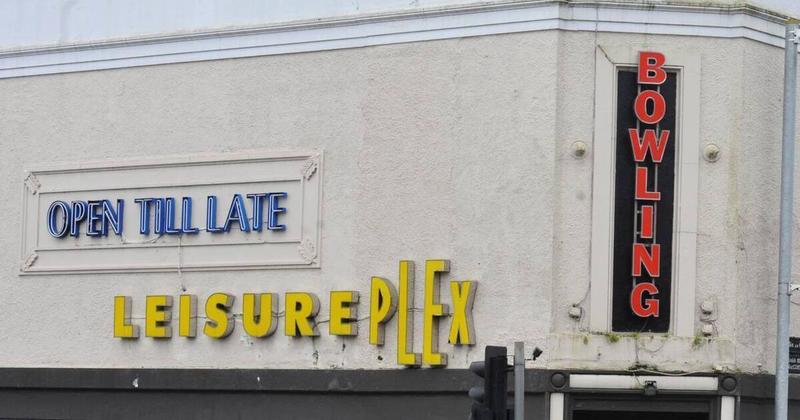 OPEN TILL LATE
LEISUREPLEX
BOWLING